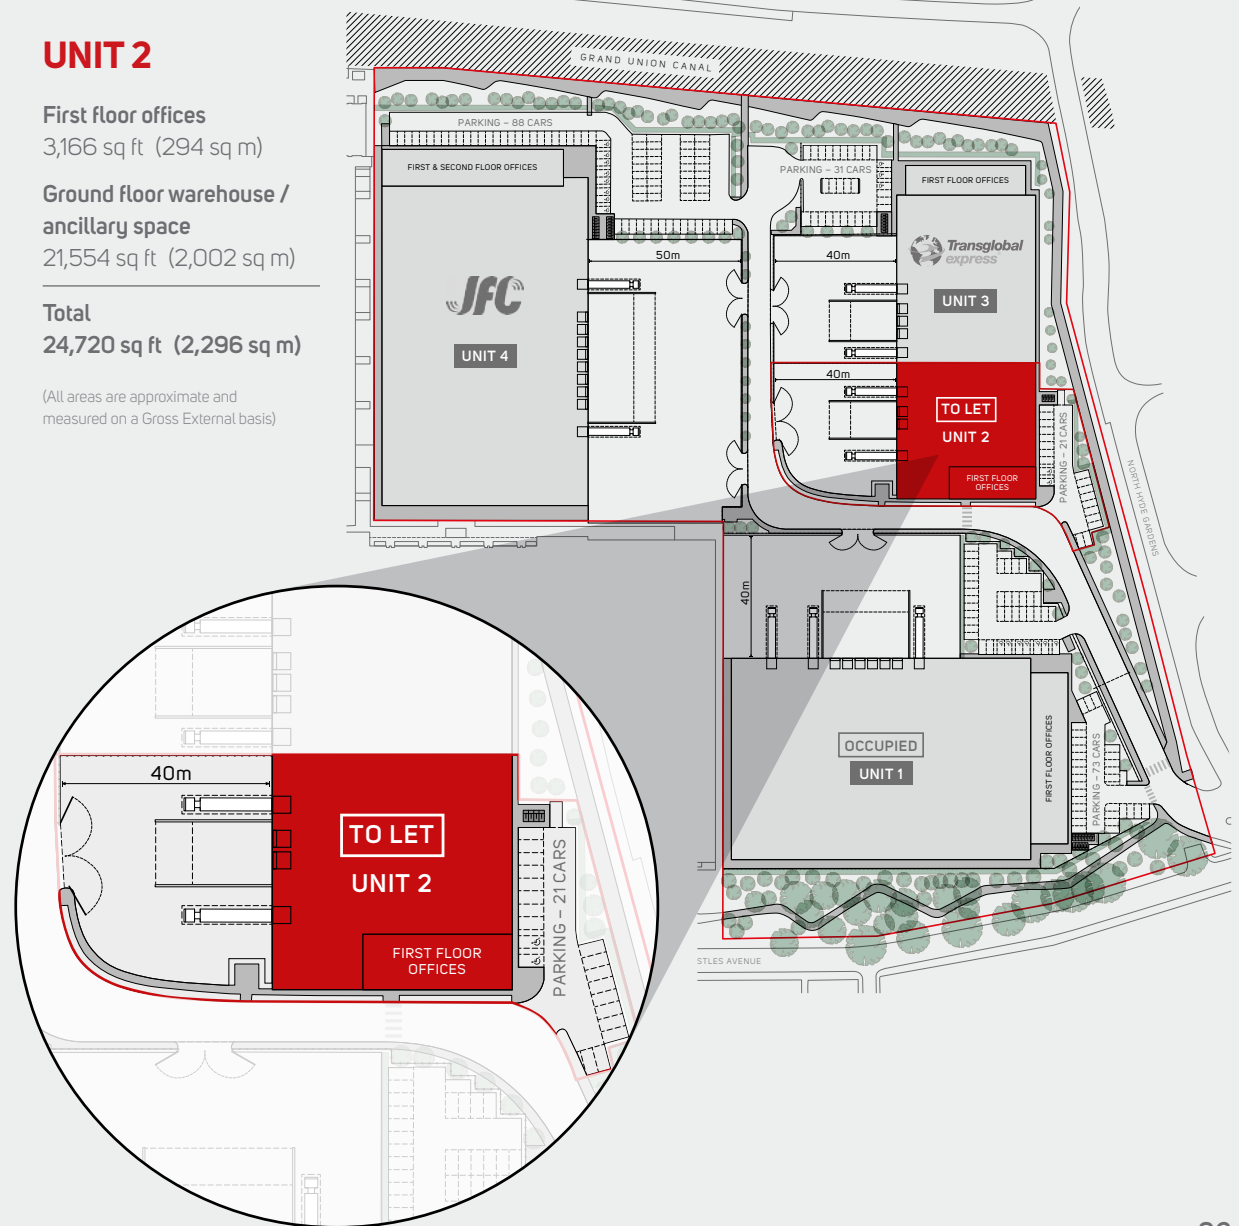 UNIT 2
First floor offices
3,166 sq ft (294 sq m)
Ground floor warehouse /
ancillary space
21,554 sq ft (2,002 sq m)
Total
24,720 sq ft (2,296 sq m)
(All areas are approximate and
measured on a Gross External basis)
GRAND UNION CANAL
PARKING – 88 CARS
FIRST & SECOND FLOOR OFFICES
PARKING – 31 CARS
FIRST FLOOR OFFICES
50m
40m
JFC
UNIT 4
Transglobal
express
UNIT 3
40m
TO LET
UNIT 2
FIRST FLOOR
OFFICES
PARKING – 21 CARS
NORTH HYDE GARDENS
40m
OCCUPIED
UNIT 1
FIRST FLOOR OFFICES
PARKING – 73 CARS
STLES AVENUE
40m
TO LET
UNIT 2
FIRST FLOOR
OFFICES
PARKING – 21 CARS